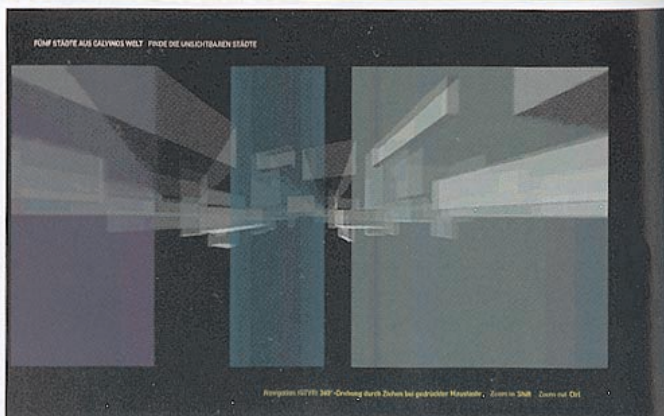 FÜNF STÄDTE AUS CALVINOS WELT FINDE DIE UNSICHTBAREN STÄDTE
Navigation 360°-Drehung durch Ziehen bei gedrückter Maustaste, Zoom in Shift Zoom out Ctrl